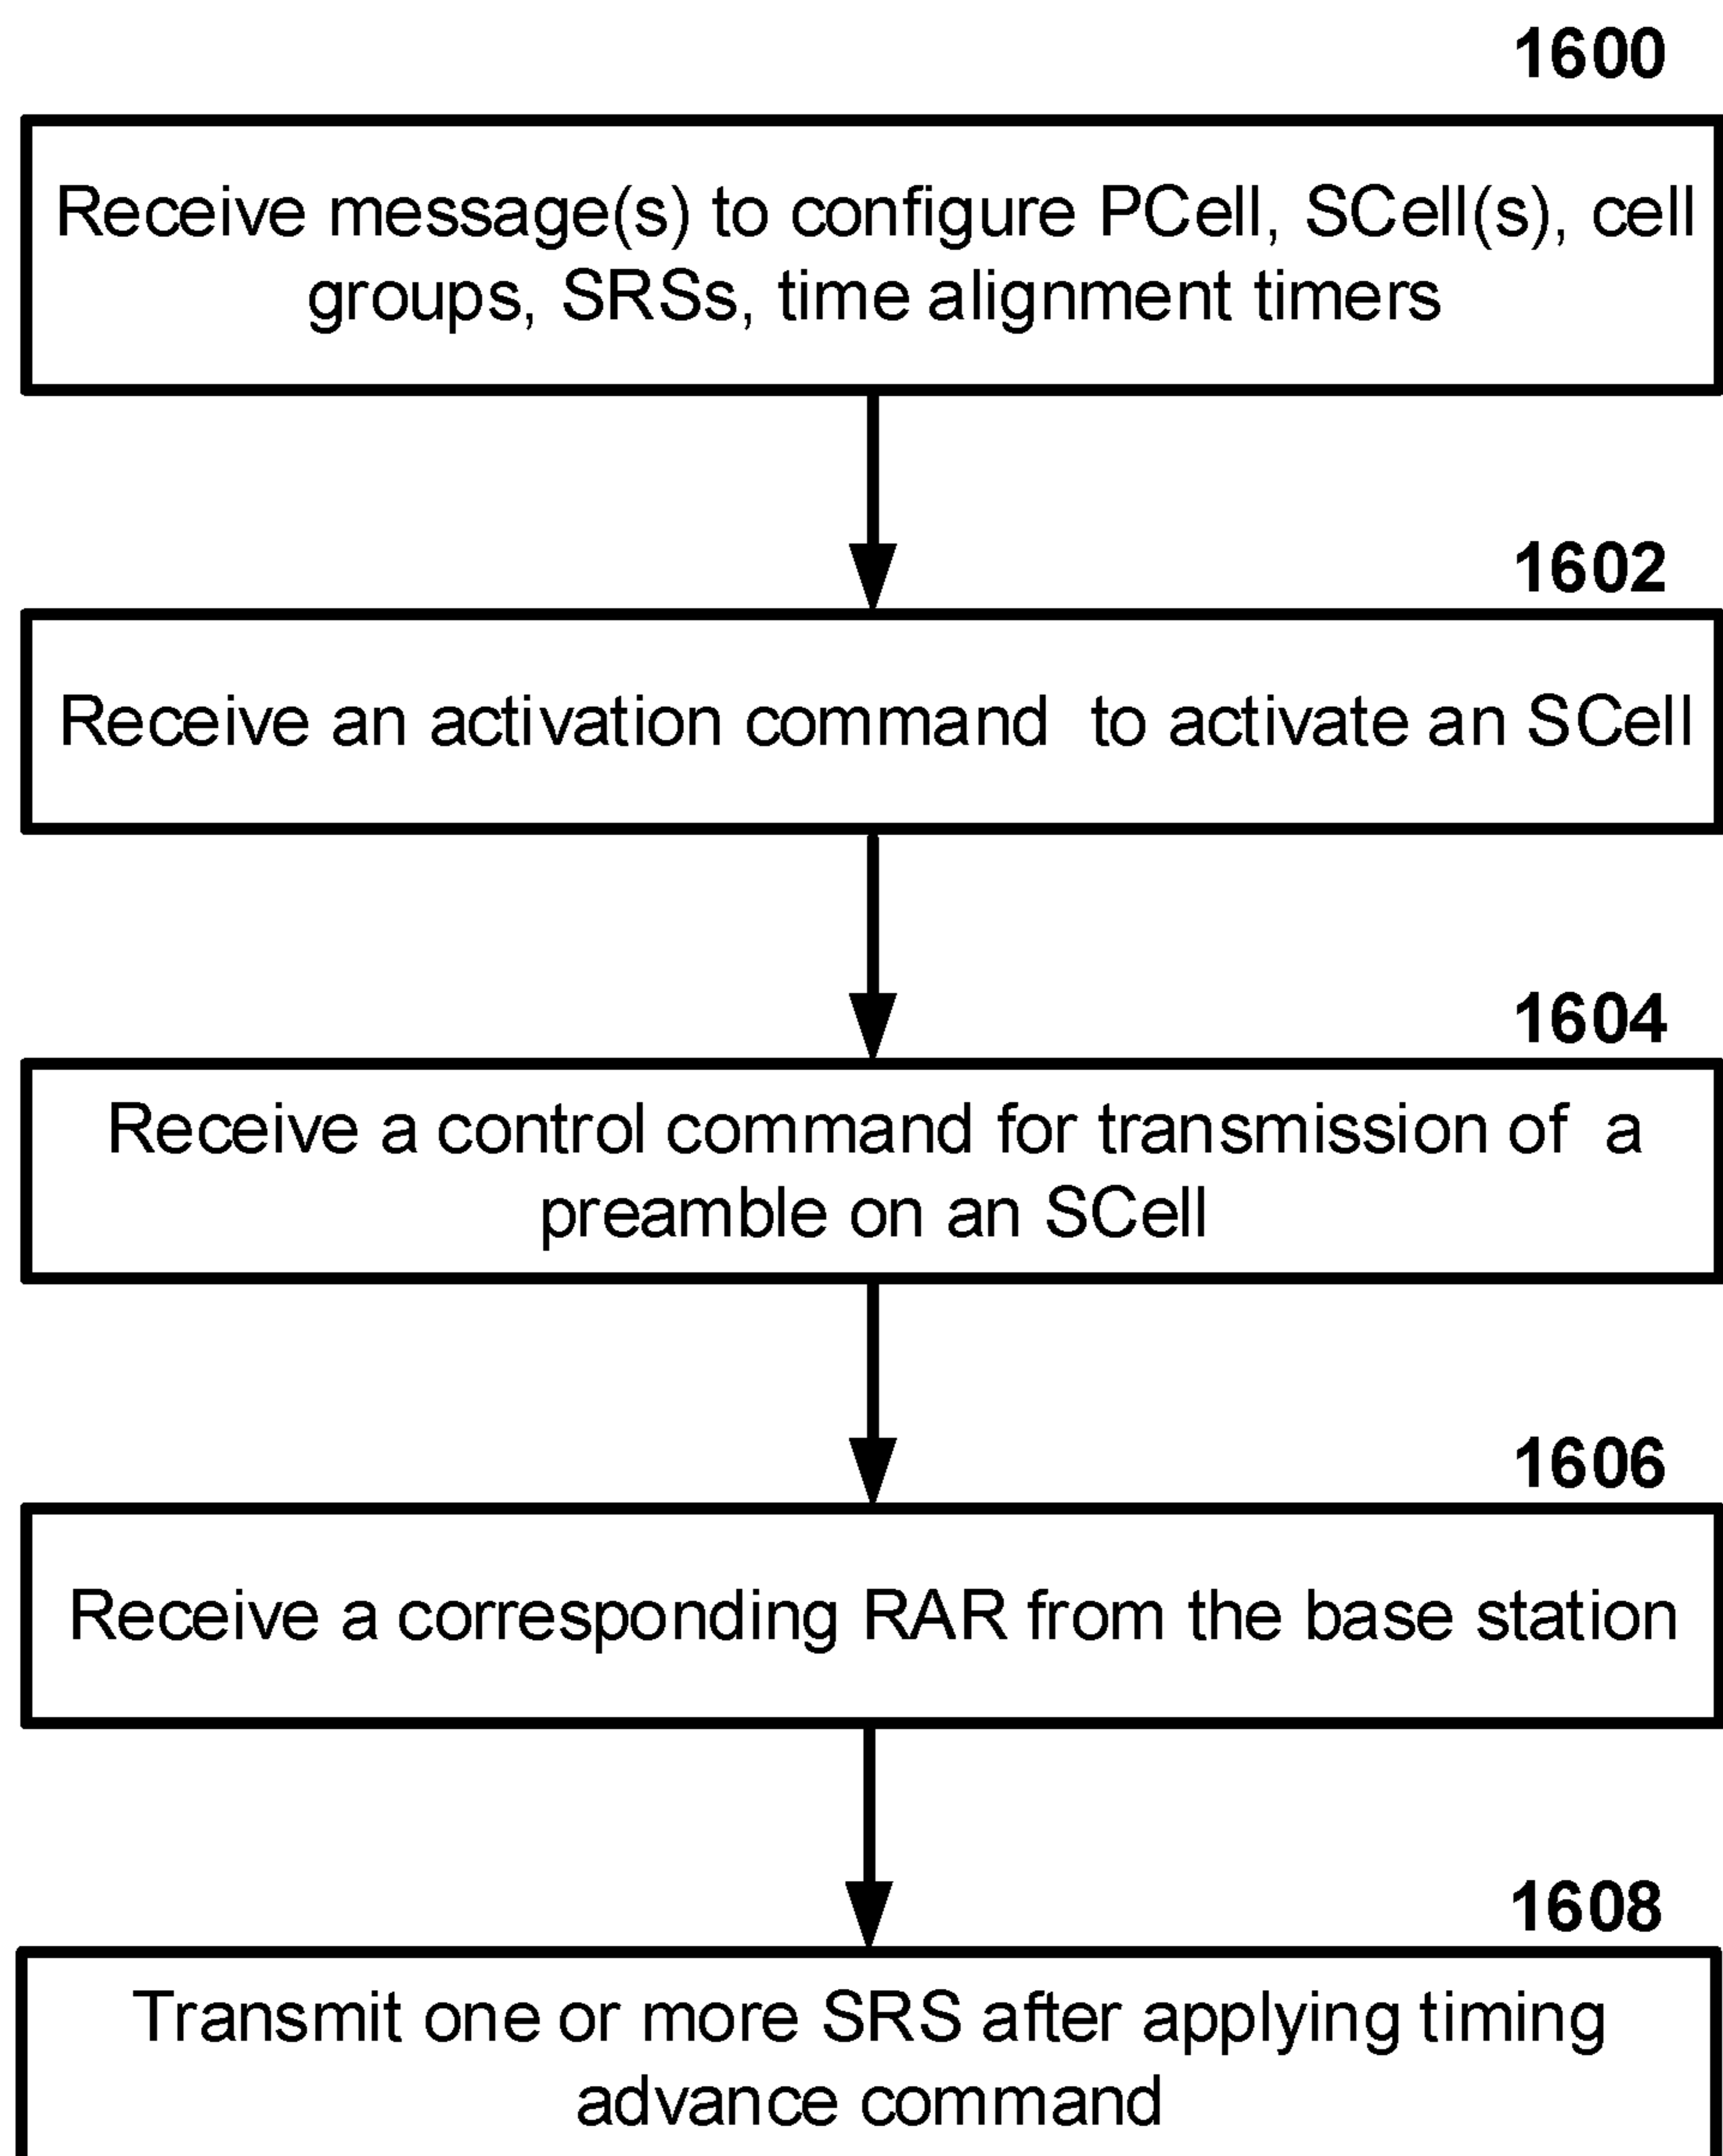 1600
Receive message(s) to configure PCell, SCell(s), cell
groups, SRSs, time alignment timers
1602
Receive an activation command to activate an SCell
1604
Receive a control command for transmission of a
preamble on an SCell
1606
Receive a corresponding RAR from the base station
1608
Transmit one or more SRS after applying timing
advance command